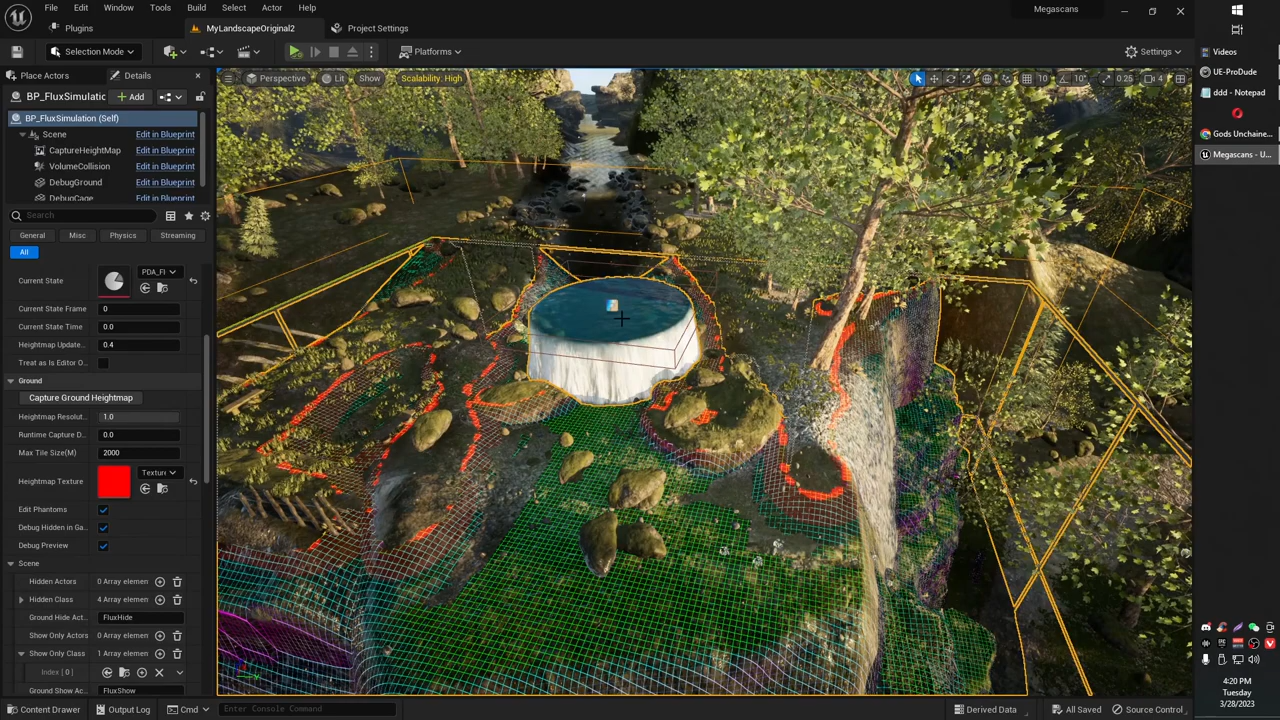 File Edit Window Tools Build Select Actor Help
Megascans
Plugins
MyLandscapeOriginal2
Project Settings
Selection Mode
Platforms
Settings
Place Actors
Details
BP_FluxSimulatic
Add
BP_FluxSimulation (Self)
Scene Edit in Blueprint
CaptureHeightMap Edit in Blueprint
VolumeCollision Edit in Blueprint
DebugGround Edit in Blueprint
DebugCage Edit in Blueprint
Search
General Misc Physics Streaming
All
Current State PDA_Fl
Current State Frame 0
Current State Time 0.0
Heightmap Update... 0.4
Treat as Is Editor O
Ground
Capture Ground Heightmap
Heightmap Resolut... 1.0
Runtime Capture D... 0.0
Max Tile Size(M) 2000
Heightmap Texture Textur
Edit Phantoms
Debug Hidden in Ga
Debug Preview
Scene
Hidden Actors 0 Array elemen
Hidden Class 4 Array elemen
Ground Hide Act... FluxHide
Show Only Actors 0 Array elemen
Show Only Class 1 Array elemen
Index [ 0 ]
Ground Show Ac... FluxShow
Perspective Lit Show Scalability: High
10 10° 0.25 4
Content Drawer Output Log Cmd Enter Console Command
Derived Data All Saved Source Control
Videos
UE-ProDude
ddd - Notepad
Gods Unchaine...
Megascans - U...
4:20 PM
Tuesday
3/28/2023